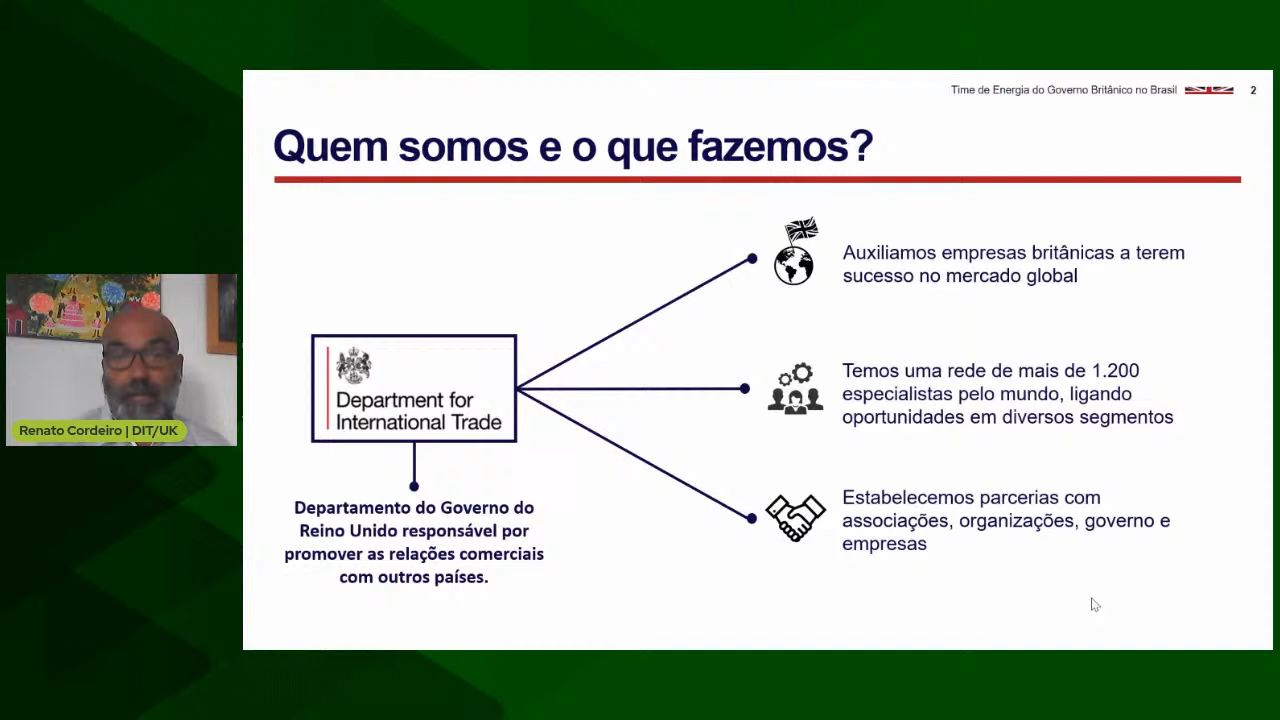 Time de Energia do Governo Britânico no Brasil
2
Quem somos e o que fazemos?
Auxiliamos empresas britânicas a terem
sucesso no mercado global
Department for
International Trade
Temos uma rede de mais de 1.200
especialistas pelo mundo, ligando
oportunidades em diversos segmentos
Renato Cordeiro | DIT/UK
Departamento do Governo do
Reino Unido responsável por
promover as relações comerciais
com outros países.
Estabelecemos parcerias com
associações, organizações, governo e
empresas